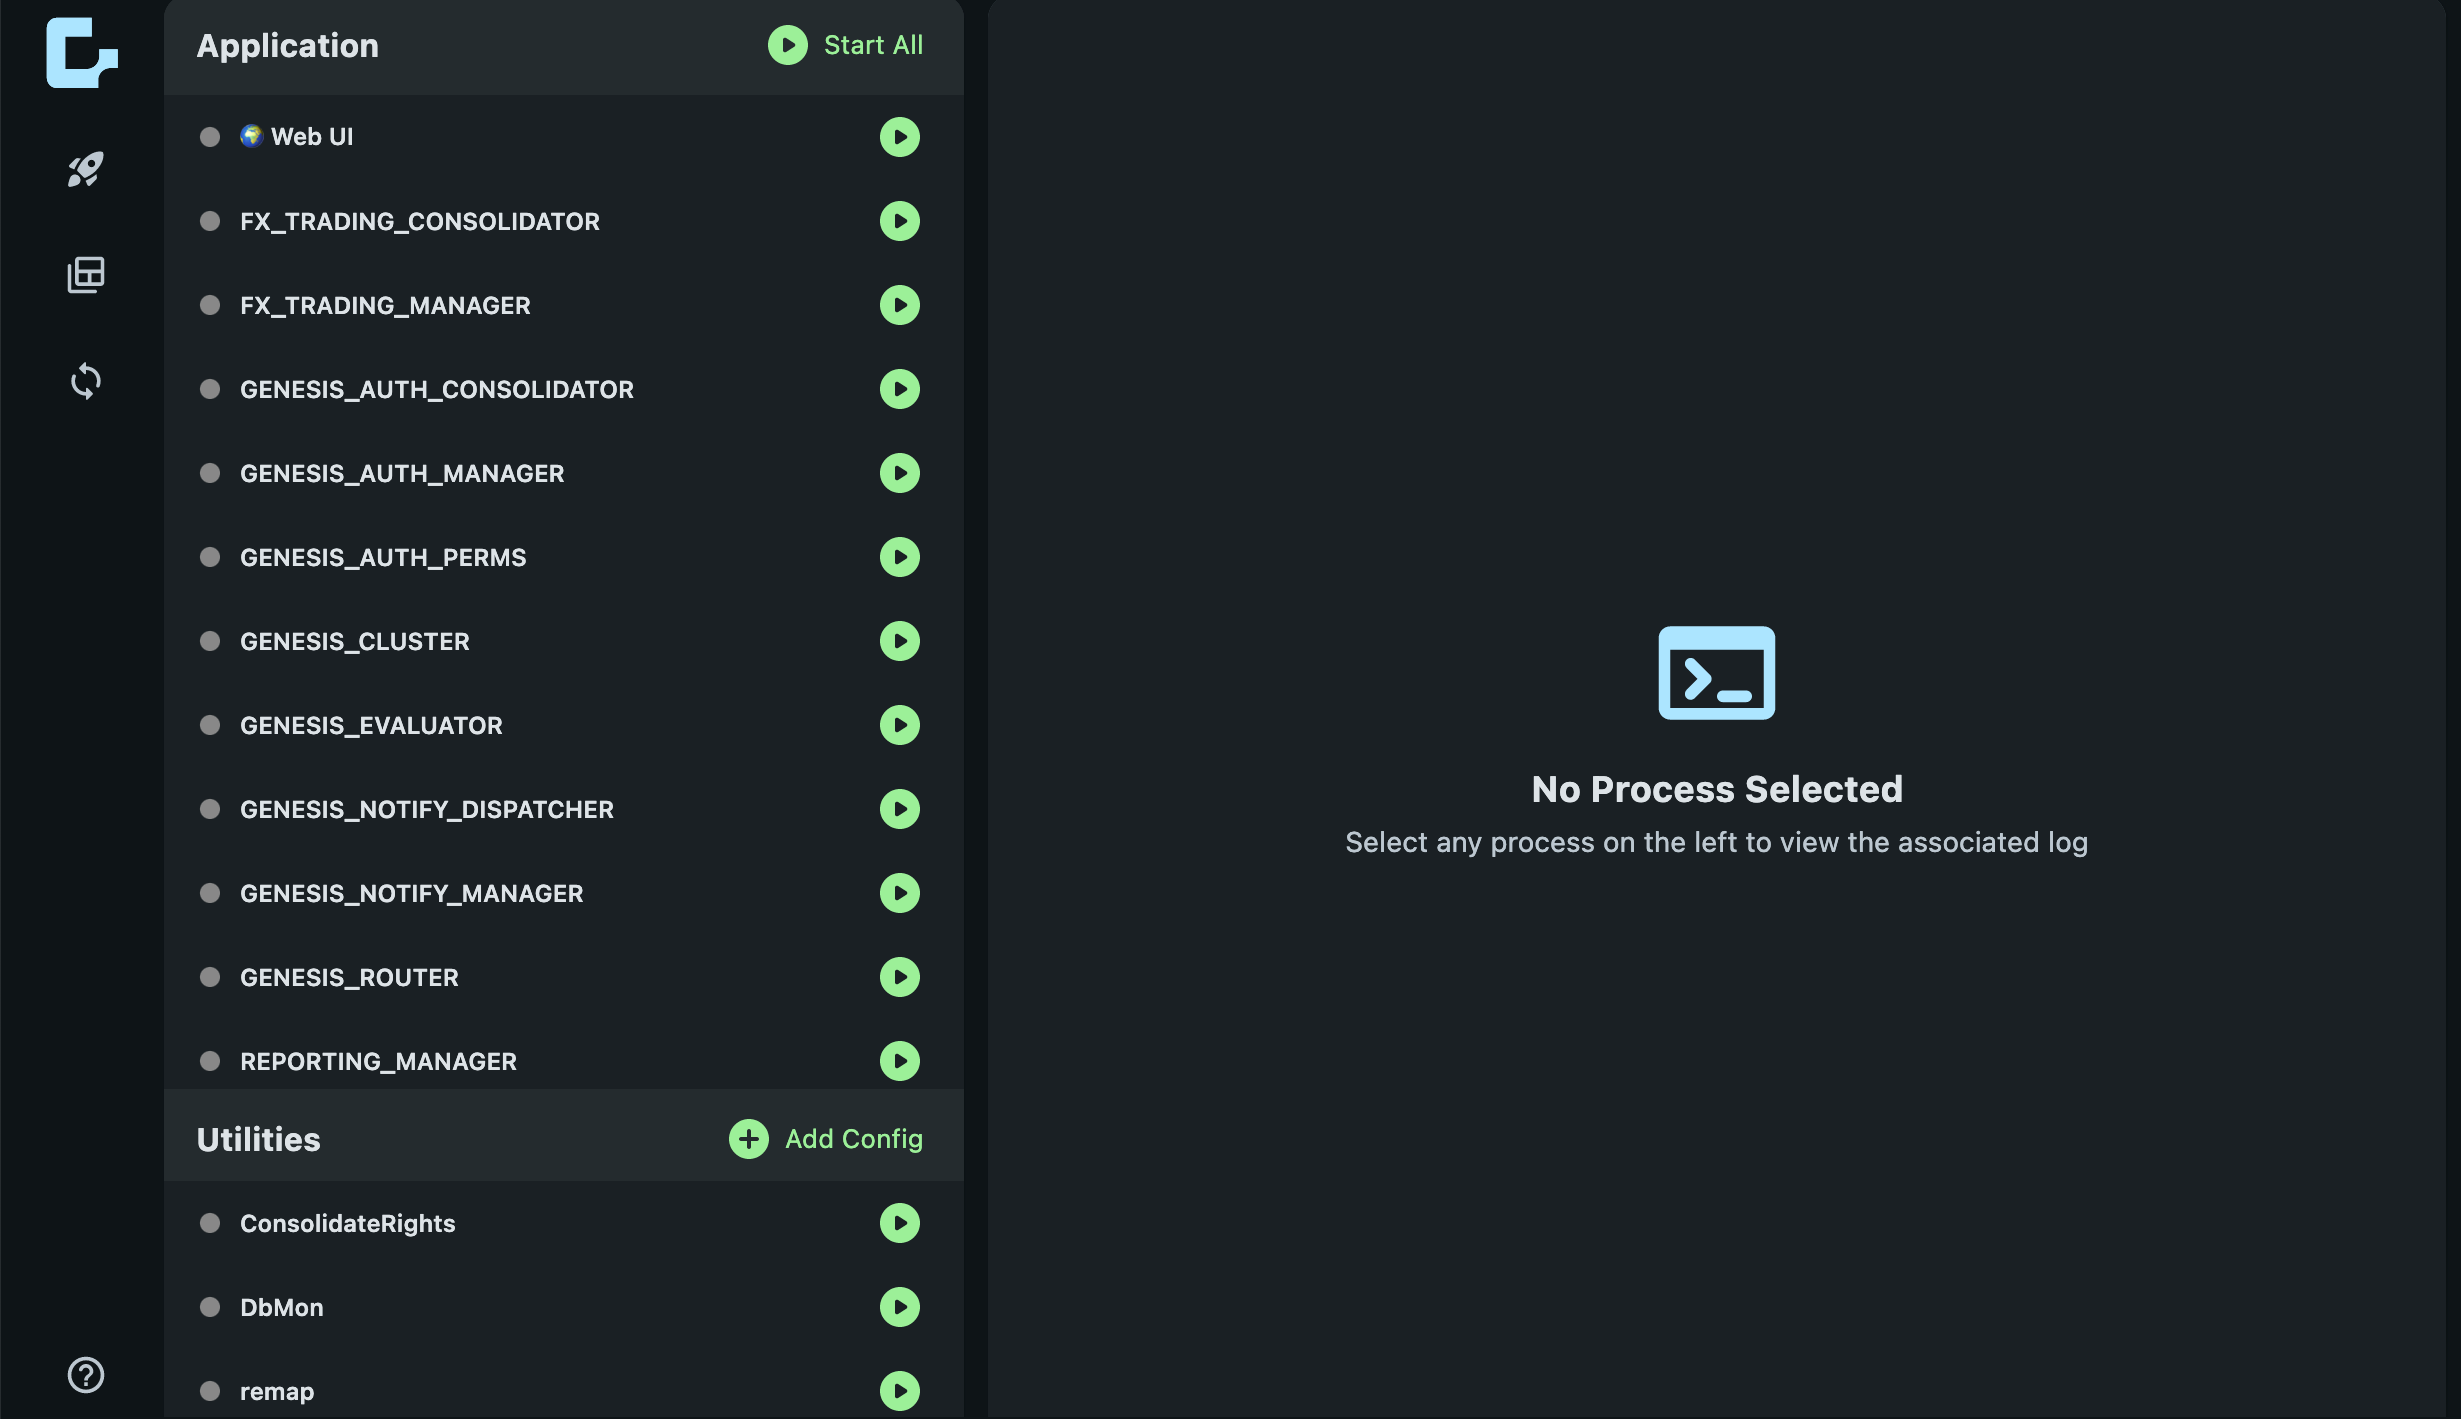 Application
Start All
🌍 Web UI
FX_TRADING_CONSOLIDATOR
FX_TRADING_MANAGER
GENESIS_AUTH_CONSOLIDATOR
GENESIS_AUTH_MANAGER
GENESIS_AUTH_PERMS
GENESIS_CLUSTER
GENESIS_EVALUATOR
GENESIS_NOTIFY_DISPATCHER
GENESIS_NOTIFY_MANAGER
GENESIS_ROUTER
REPORTING_MANAGER
Utilities
Add Config
ConsolidateRights
DbMon
remap
No Process Selected
Select any process on the left to view the associated log